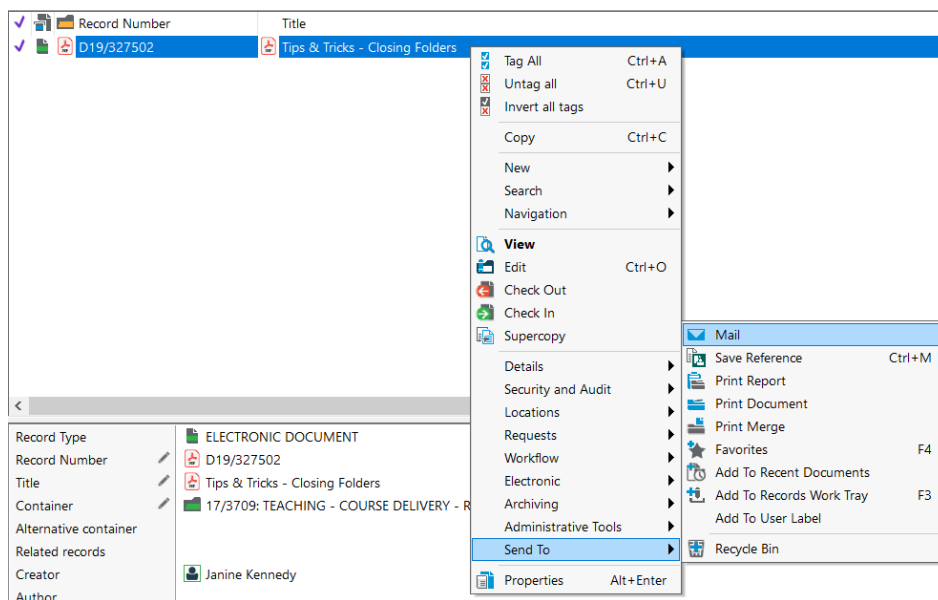 Record Number Title
D19/327502 Tips & Tricks - Closing Folders
Tag All Ctrl+A
Untag all Ctrl+U
Invert all tags
Copy Ctrl+C
New
Search
Navigation
View
Edit Ctrl+O
Check Out
Check In
Supercopy
Details
Security and Audit
Locations
Requests
Workflow
Electronic
Archiving
Administrative Tools
Send To
Properties Alt+Enter
Mail
Save Reference Ctrl+M
Print Report
Print Document
Print Merge
Favorites F4
Add To Recent Documents
Add To Records Work Tray F3
Add To User Label
Recycle Bin
Record Type ELECTRONIC DOCUMENT
Record Number D19/327502
Title Tips & Tricks - Closing Folders
Container 17/3709: TEACHING - COURSE DELIVERY - R
Alternative container
Related records
Creator Janine Kennedy
Author